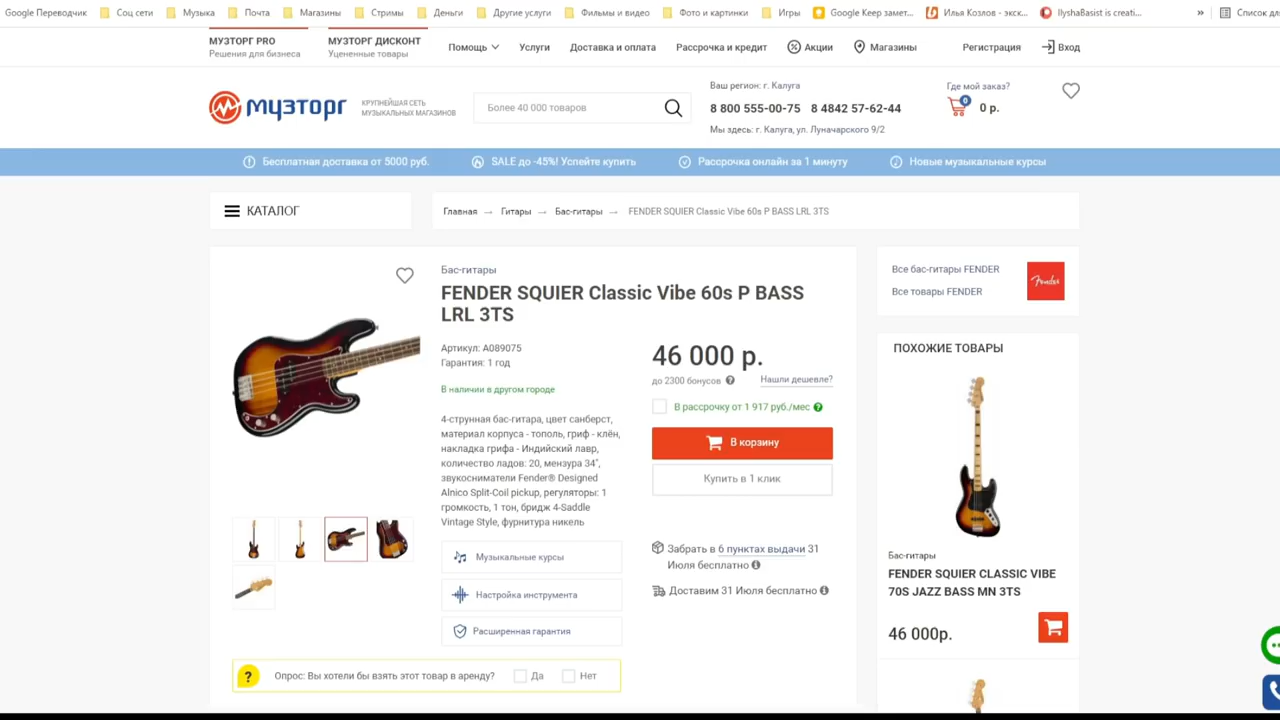 Google Переводчик
Соц сети
Музыка
Почта
Магазины
Стримы
Деньги
Другие услуги
Фильмы и видео
Фото и картинки
Игры
Google Keep замет...
Илья Козлов - экск...
IlyshaBasist is creati...
»
Список дл
МУЗТОРГ PRO
Решения для бизнеса
МУЗТОРГ ДИСКОНТ
Уцененные товары
Помощь
Услуги
Доставка и оплата
Рассрочка и кредит
Акции
Магазины
Регистрация
Вход
музторг
КРУПНЕЙШАЯ СЕТЬ
МУЗЫКАЛЬНЫХ МАГАЗИНОВ
Более 40 000 товаров
Ваш регион: г. Калуга
8 800 555-00-75 8 4842 57-62-44
Мы здесь: г. Калуга, ул. Луначарского 9/2
Где мой заказ?
0
0 р.
Бесплатная доставка от 5000 руб.
SALE до -45%! Успейте купить
Рассрочка онлайн за 1 минуту
Новые музыкальные курсы
КАТАЛОГ
Главная → Гитары → Бас-гитары → FENDER SQUIER Classic Vibe 60s P BASS LRL 3TS
Бас-гитары
FENDER SQUIER Classic Vibe 60s P BASS
LRL 3TS
Артикул: A089075
Гарантия: 1 год
В наличии в другом городе
4-струнная бас-гитара, цвет санберст,
материал корпуса - тополь, гриф - клён,
накладка грифа - Индийский лавр,
количество ладов: 20, мензура 34",
звукосниматели Fender® Designed
Alnico Split-Coil pickup, регуляторы: 1
громкость, 1 тон, бридж 4-Saddle
Vintage Style, фурнитура никель
Музыкальные курсы
Настройка инструмента
Расширенная гарантия
? Опрос: Вы хотели бы взять этот товар в аренду? Да Нет
46 000 р.
до 2300 бонусов ?
Нашли дешевле?
В рассрочку от 1 917 руб./мес ?
В корзину
Купить в 1 клик
Забрать в 6 пунктах выдачи 31
Июля бесплатно
Доставим 31 Июля бесплатно
Все бас-гитары FENDER
Все товары FENDER
Fender
ПОХОЖИЕ ТОВАРЫ
Бас-гитары
FENDER SQUIER CLASSIC VIBE
70S JAZZ BASS MN 3TS
46 000р.